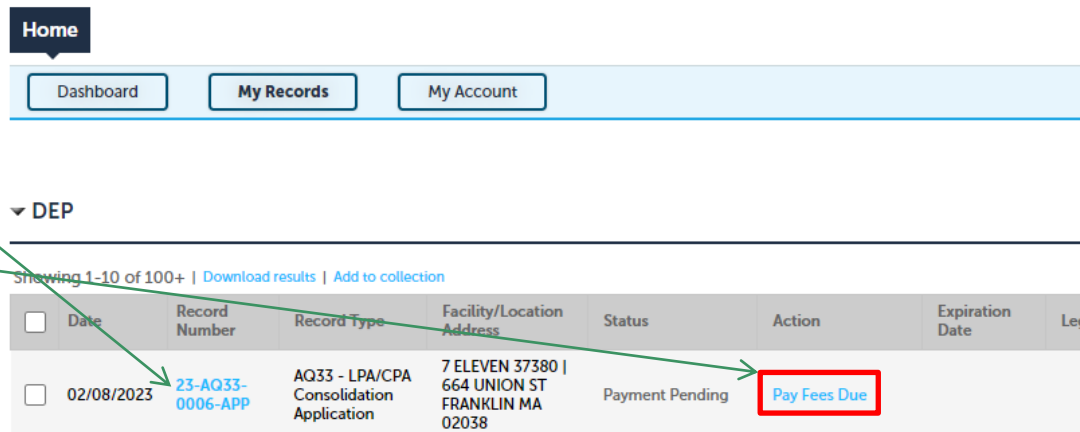 Home
Dashboard My Records My Account
DEP
Showing 1-10 of 100+ | Download results | Add to collection
Date Record Number Record Type Facility/Location Address Status Action Expiration Date
02/08/2023 23-AQ33-0006-APP AQ33 - LPA/CPA Consolidation Application 7 ELEVEN 37380 | 664 UNION ST FRANKLIN MA 02038 Payment Pending Pay Fees Due